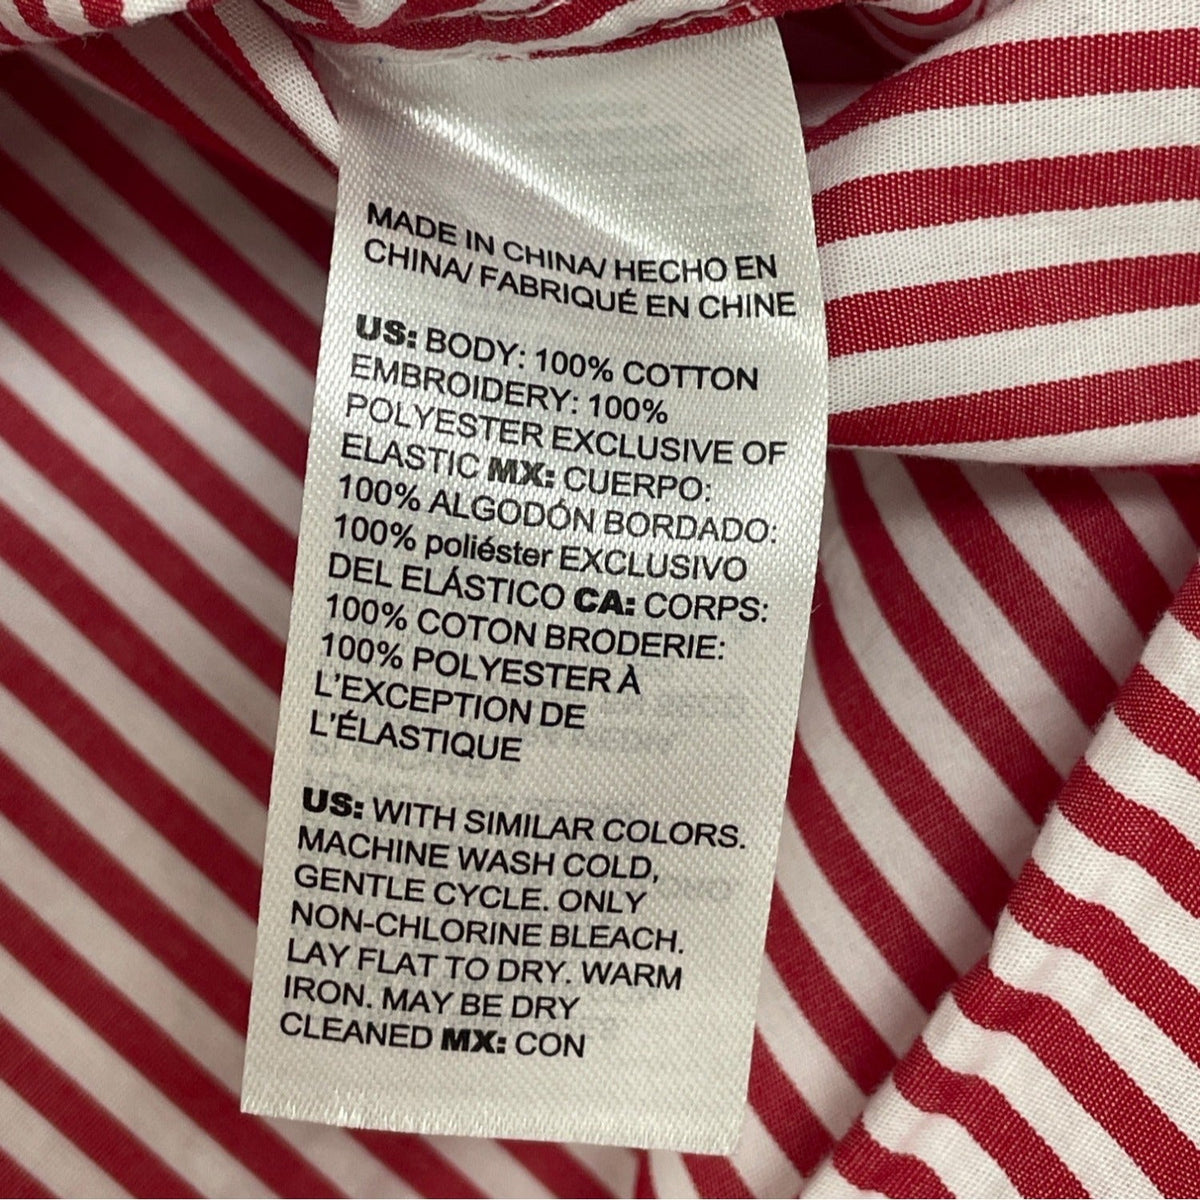 MADE IN CHINA/ HECHO EN
CHINA/ FABRIQUÉ EN CHINE
US: BODY: 100% COTTON
EMBROIDERY: 100%
POLYESTER EXCLUSIVE OF
ELASTIC MX: CUERPO:
100% ALGODÓN BORDADO:
100% poliéster EXCLUSIVO
DEL ELÁSTICO CA: CORPS:
100% COTON BRODERIE:
100% POLYESTER À
L'EXCEPTION DE
L'ÉLASTIQUE
US: WITH SIMILAR COLORS.
MACHINE WASH COLD,
GENTLE CYCLE. ONLY
NON-CHLORINE BLEACH.
LAY FLAT TO DRY. WARM
IRON. MAY BE DRY
CLEANED MX: CON